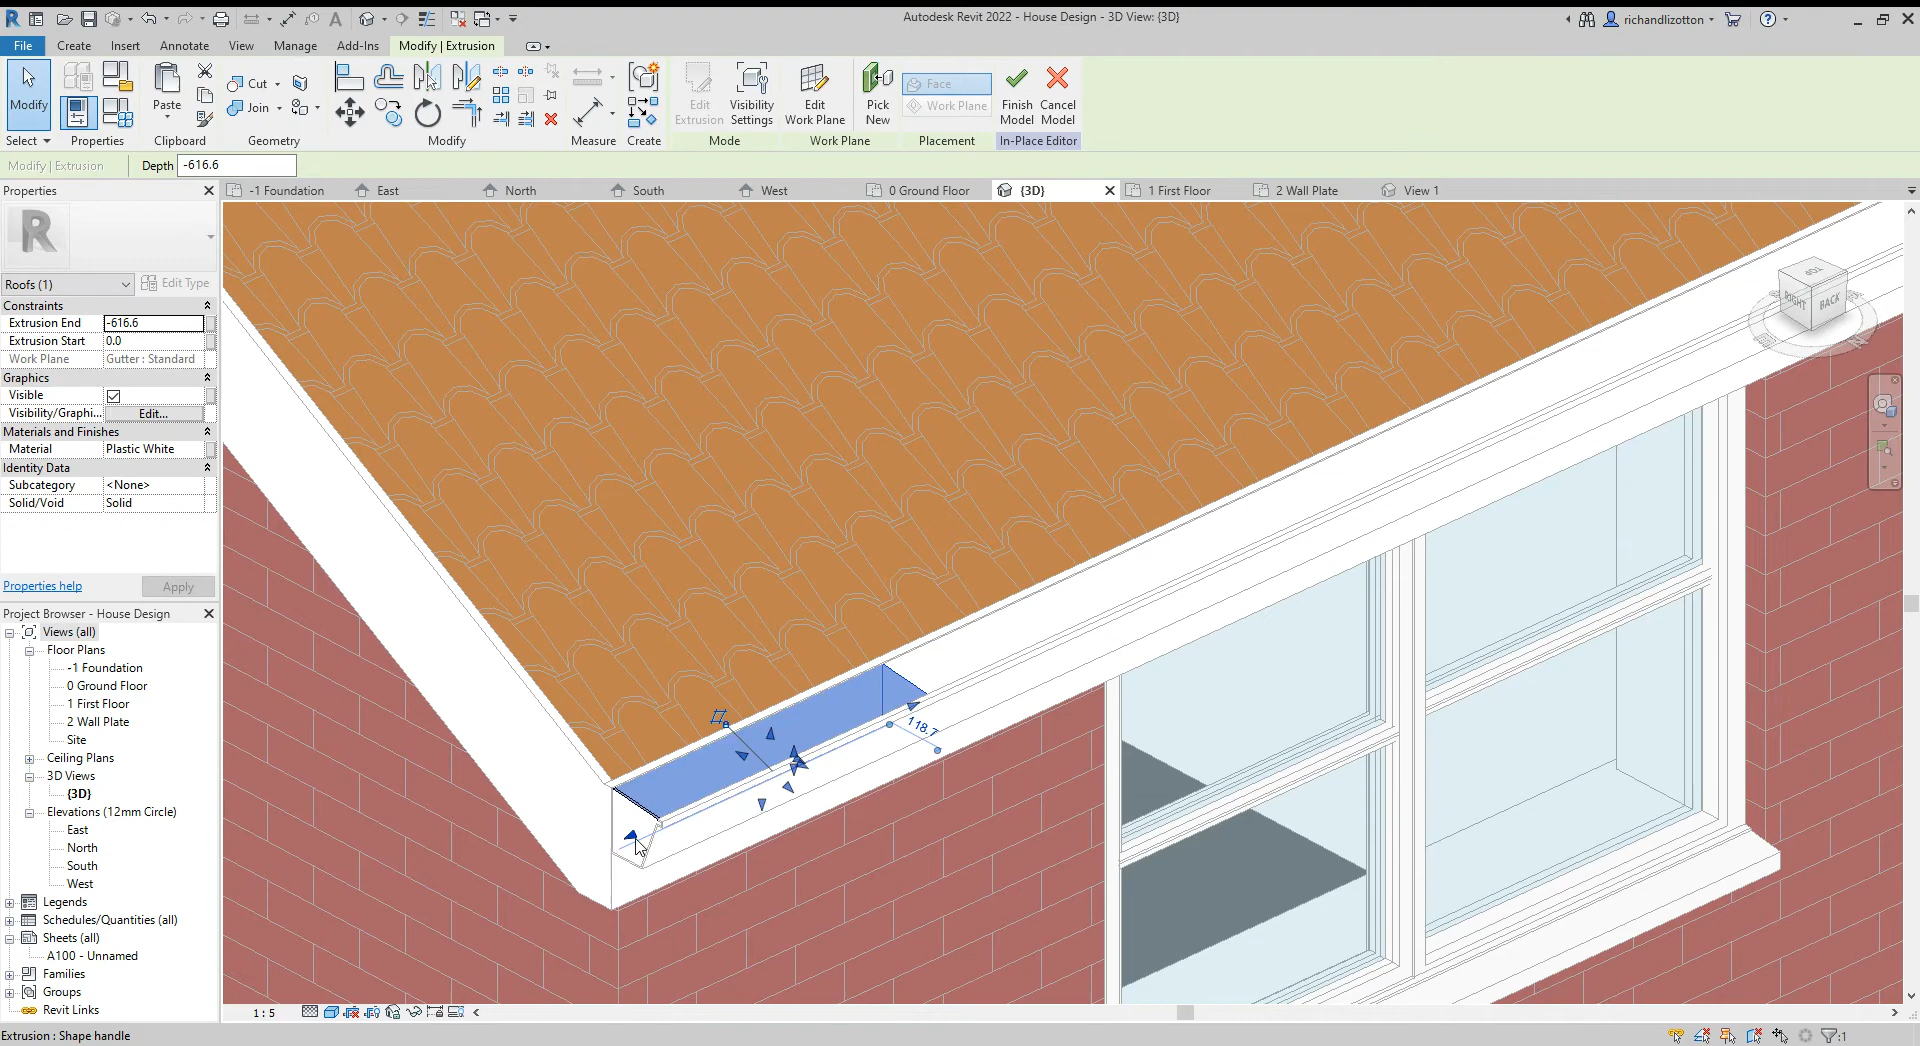 Autodesk Revit 2022 - House Design - 3D View: {3D}
richandlizotton
File
Create
Insert
Annotate
View
Manage
Add-Ins
Modify | Extrusion
Modify
Paste
Cut
Join
Edit
Extrusion
Visibility
Settings
Edit
Work Plane
Pick
New
Face
Work Plane
Finish
Model
Cancel
Model
Select
Properties
Clipboard
Geometry
Modify
Measure
Create
Mode
Work Plane
Placement
In-Place Editor
Modify | Extrusion
Depth
-616.6
Properties
-1 Foundation
East
North
South
West
0 Ground Floor
{3D}
1 First Floor
2 Wall Plate
View 1
Roofs (1)
Edit Type
Constraints
Extrusion End
-616.6
Extrusion Start
0.0
Work Plane
Gutter : Standard
Graphics
Visible
Visibility/Graphi...
Edit...
Materials and Finishes
Material
Plastic White
Identity Data
Subcategory
<None>
Solid/Void
Solid
Properties help
Apply
Project Browser - House Design
Views (all)
Floor Plans
-1 Foundation
0 Ground Floor
1 First Floor
2 Wall Plate
Site
Ceiling Plans
3D Views
{3D}
Elevations (12mm Circle)
East
North
South
West
Legends
Schedules/Quantities (all)
Sheets (all)
A100 - Unnamed
Families
Groups
Revit Links
TOP
RIGHT
BACK
118.7
1 : 5
Extrusion : Shape handle
:1